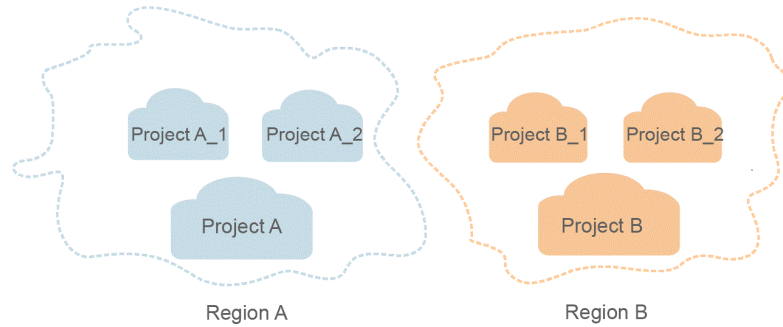 Project A_1
Project A_2
Project B_1
Project B_2
Project A
Project B
Region A
Region B